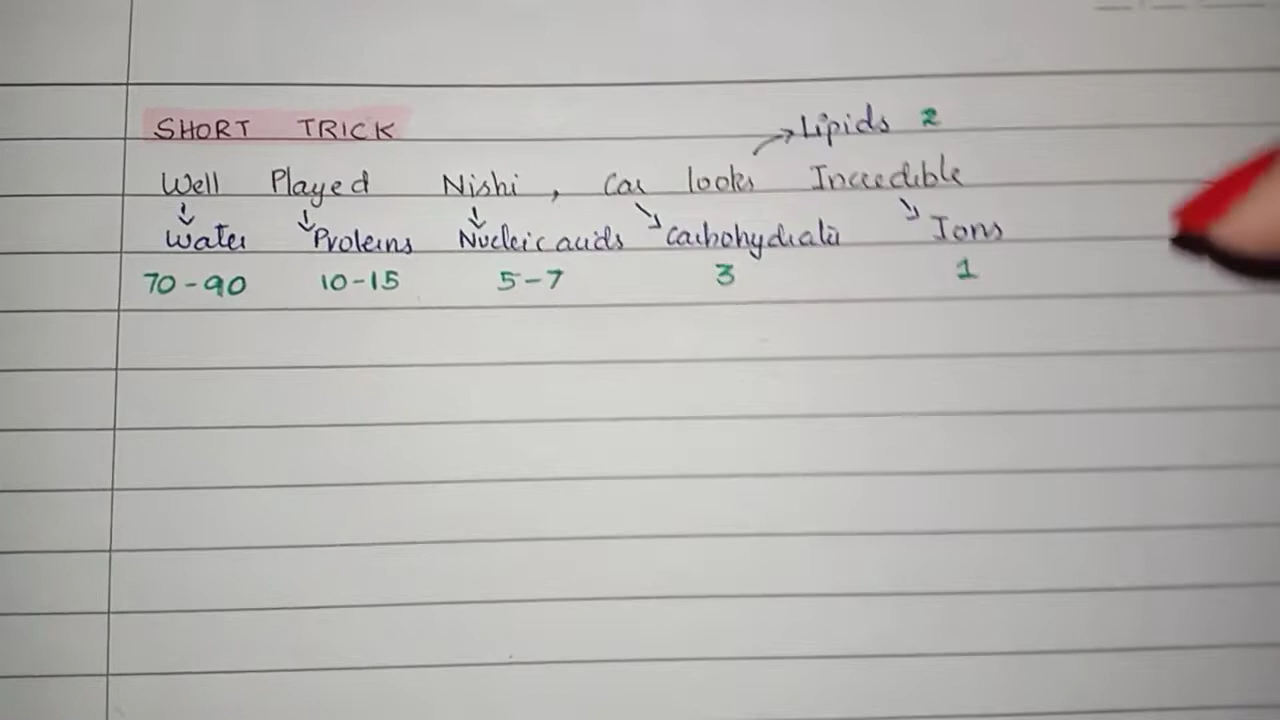 SHORT TRICK
Lipids 2
Well Played Nishi, Car looks Incredible
Water Proteins Nucleic acids Carbohydrate Ions
70-90 10-15 5-7 3 1